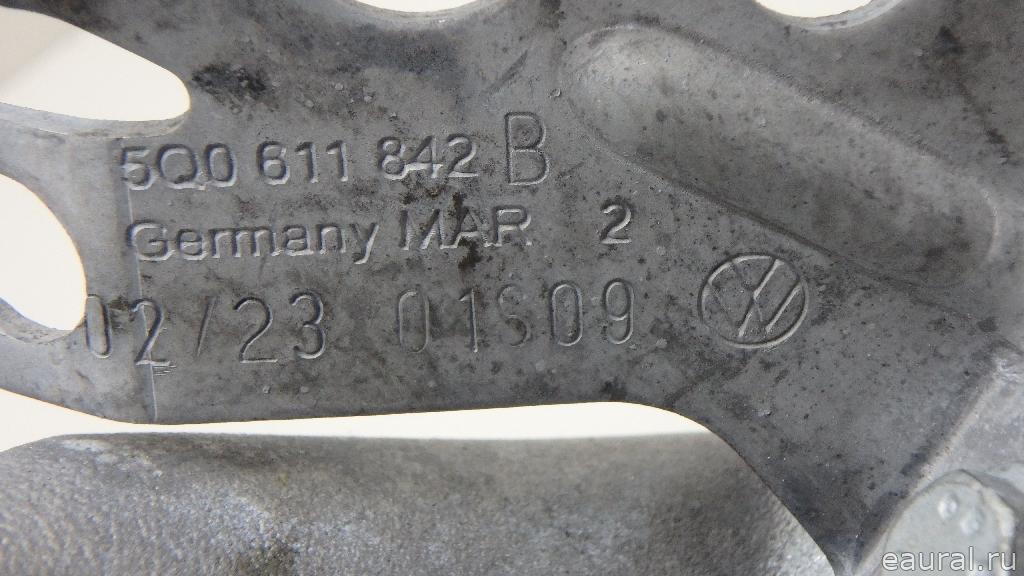 5Q0 611 842 B
Germany MAR 2
02/23 01S09
eaural.ru